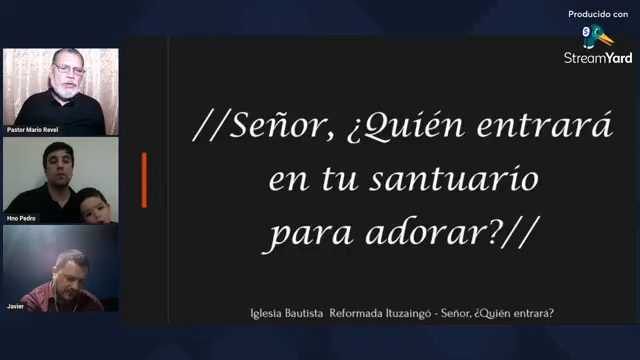 Producido con
StreamYard
Pastor Mario Revel
Hno Pedro
Javier
//Señor, ¿Quién entrará
en tu santuario
para adorar?//
Iglesia Bautista Reformada Ituzaingó - Señor, ¿Quién entrará?